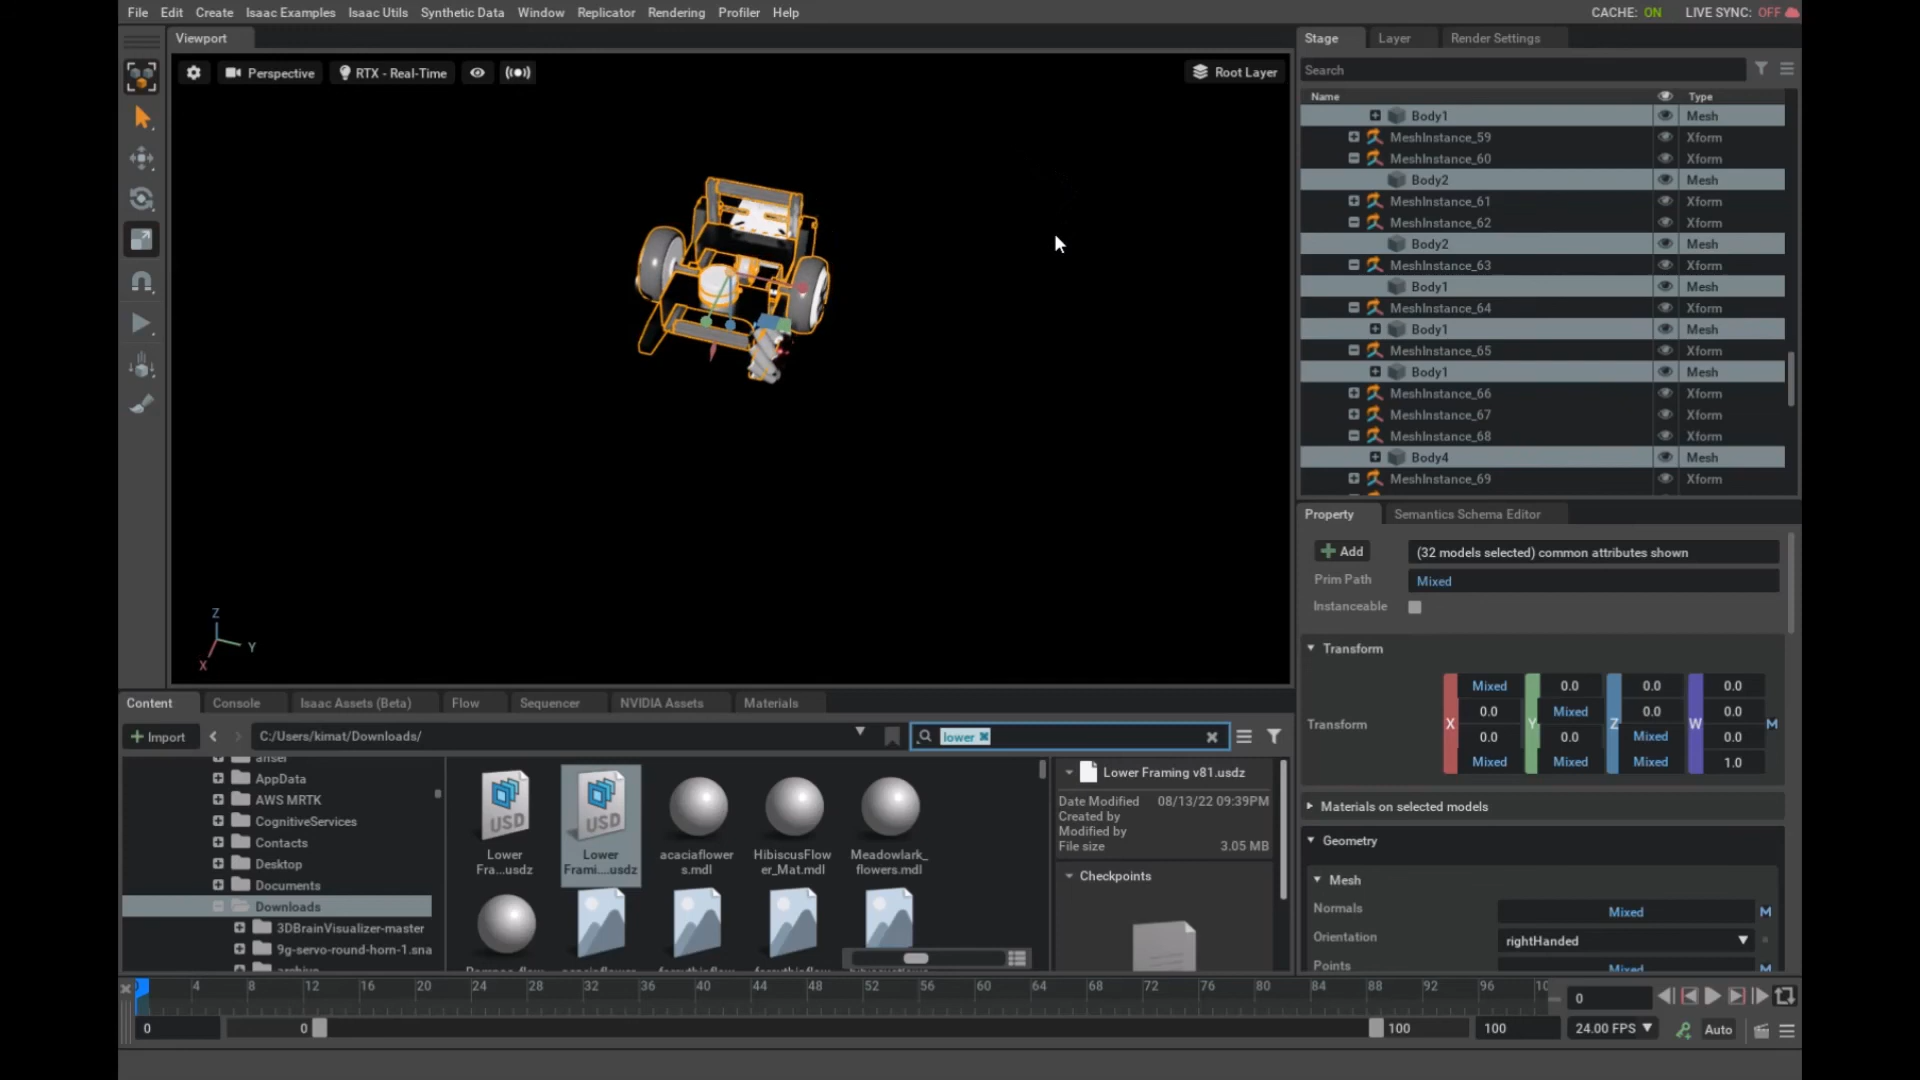 File Edit Create Isaac Examples Isaac Utils Synthetic Data Window Replicator Rendering Profiler Help CACHE: ON LIVE SYNC: OFF
Viewport
Perspective RTX - Real-Time Root Layer
Z
Y
X
Stage Layer Render Settings
Search
Name Type
Body1 Mesh
MeshInstance_59 Xform
MeshInstance_60 Xform
Body2 Mesh
MeshInstance_61 Xform
MeshInstance_62 Xform
Body2 Mesh
MeshInstance_63 Xform
Body1 Mesh
MeshInstance_64 Xform
Body1 Mesh
MeshInstance_65 Xform
Body1 Mesh
MeshInstance_66 Xform
MeshInstance_67 Xform
MeshInstance_68 Xform
Body4 Mesh
MeshInstance_69 Xform
Property Semantics Schema Editor
Add (32 models selected) common attributes shown
Prim Path Mixed
Instanceable
Transform
Mixed 0.0 0.0 0.0
0.0 Mixed 0.0 0.0
Transform X Y Z W M
0.0 0.0 Mixed 0.0
Mixed Mixed Mixed 1.0
Materials on selected models
Geometry
Mesh
Normals Mixed M
Orientation rightHanded
Points Mixed M
Content Console Isaac Assets (Beta) Flow Sequencer NVIDIA Assets Materials
Import C:/Users/kimat/Downloads/ lower
ansel
AppData
AWS MRTK
CognitiveServices
Contacts
Desktop
Documents
Downloads
3DBrainVisualizer-master
9g-servo-round-horn-1.sna
archive
USD USD
Lower Fra...usdz
Lower Frami....usdz
acaciaflower s.mdl
HibiscusFlow er_Mat.mdl
Meadowlark_ flowers.mdl
Lower Framing v81.usdz
Date Modified 08/13/22 09:39PM
Created by
Modified by
File size 3.05 MB
Checkpoints
4 8 12 16 20 24 28 32 36 40 44 48 52 56 60 64 68 72 76 80 84 88 92 96 10
0
0 0 100 100 24.00 FPS Auto